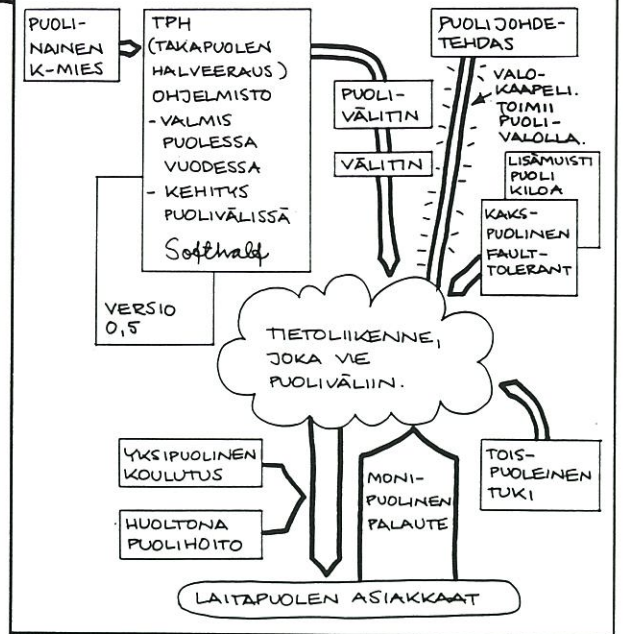 PUOLI-
NAINEN
K-MIES
TPH
(TAKAPUOLEN
HALVEERAUS)
OHJELMISTO
- VALMIS
PUOLESSA
VUODESSA
- KEHITYS
PUOLIVÄLISSÄ
Softhalf
VERSIO
0,5
PUOLI-
VÄLITIN
VÄLITIN
PUOLIJOHDE-
TEHDAS
VALO-
KAAPELI.
TOIMII
PUOLI-
VALOLLA.
LISÄMUISTI
PUOLI
KILOA
KAKS-
PUOLINEN
FAULT-
TOLERANT
TIETOLIIKENNE,
JOKA VIE
PUOLIVÄLIIN.
YKSIPUOLINEN
KOULUTUS
HUOLTONA
PUOLIHOITO
MONI-
PUOLINEN
PALAUTE
TOIS-
PUOLEINEN
TUKI
LAITAPUOLEN ASIAKKAAT